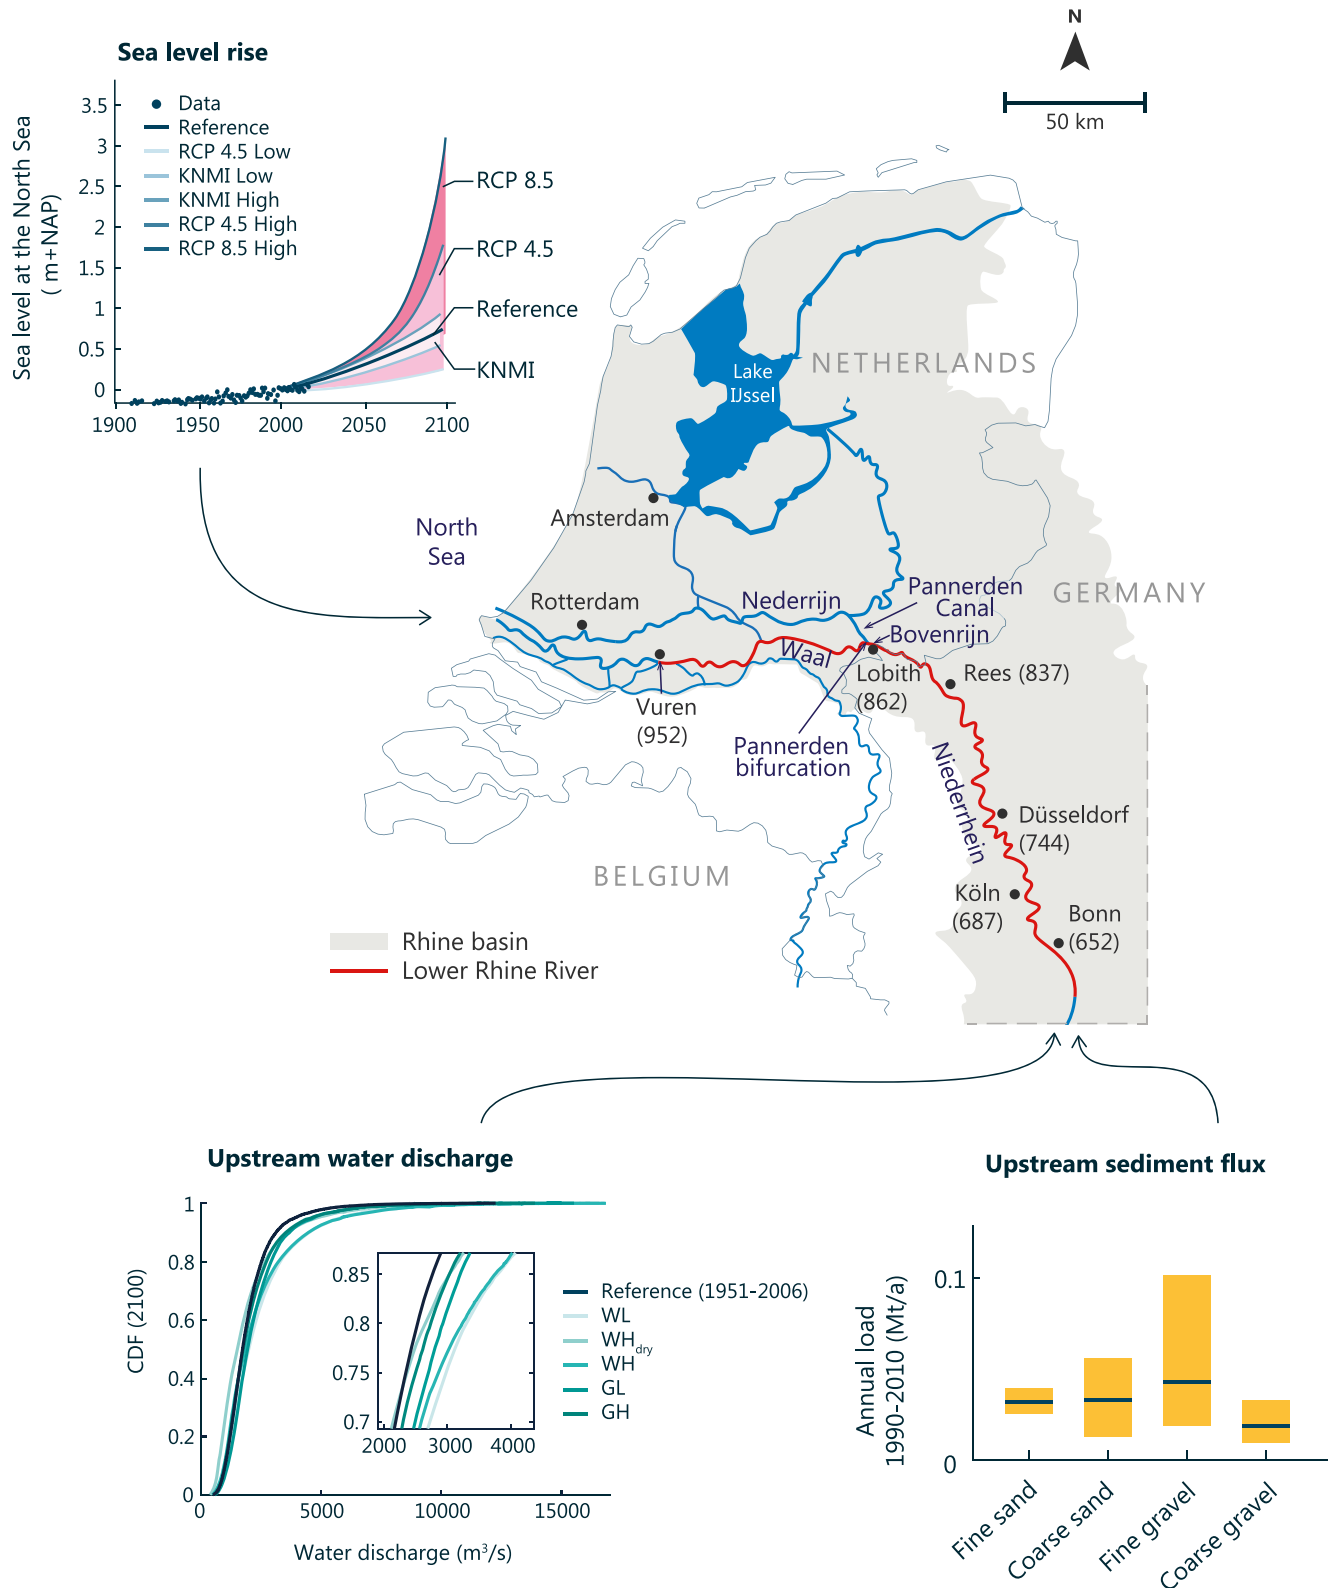 N
50 km
Sea level rise
Sea level at the North Sea
( m+NAP)
3.5
3
2.5
2
1.5
1
0.5
0
1900
1950
2000
2050
2100
Data
Reference
RCP 4.5 Low
KNMI Low
KNMI High
RCP 4.5 High
RCP 8.5 High
RCP 8.5
RCP 4.5
Reference
KNMI
NETHERLANDS
Lake
IJssel
Amsterdam
North
Sea
GERMANY
Pannerden
Canal
Nederrijn
Rotterdam
Bovenrijn
Waal
Lobith
(862)
Rees (837)
Vuren
(952)
Pannerden
bifurcation
Niederrhein
Düsseldorf
(744)
BELGIUM
Köln
(687)
Bonn
(652)
Rhine basin
Lower Rhine River
Upstream water discharge
CDF (2100)
1
0.8
0.6
0.4
0.2
0
0
5000
10000
15000
Water discharge (m³/s)
0.85
0.8
0.75
0.7
2000
3000
4000
Reference (1951-2006)
WL
WHdry
WH
GL
GH
Upstream sediment flux
Annual load
1990-2010 (Mt/a)
0.1
0
Fine sand
Coarse sand
Fine gravel
Coarse gravel